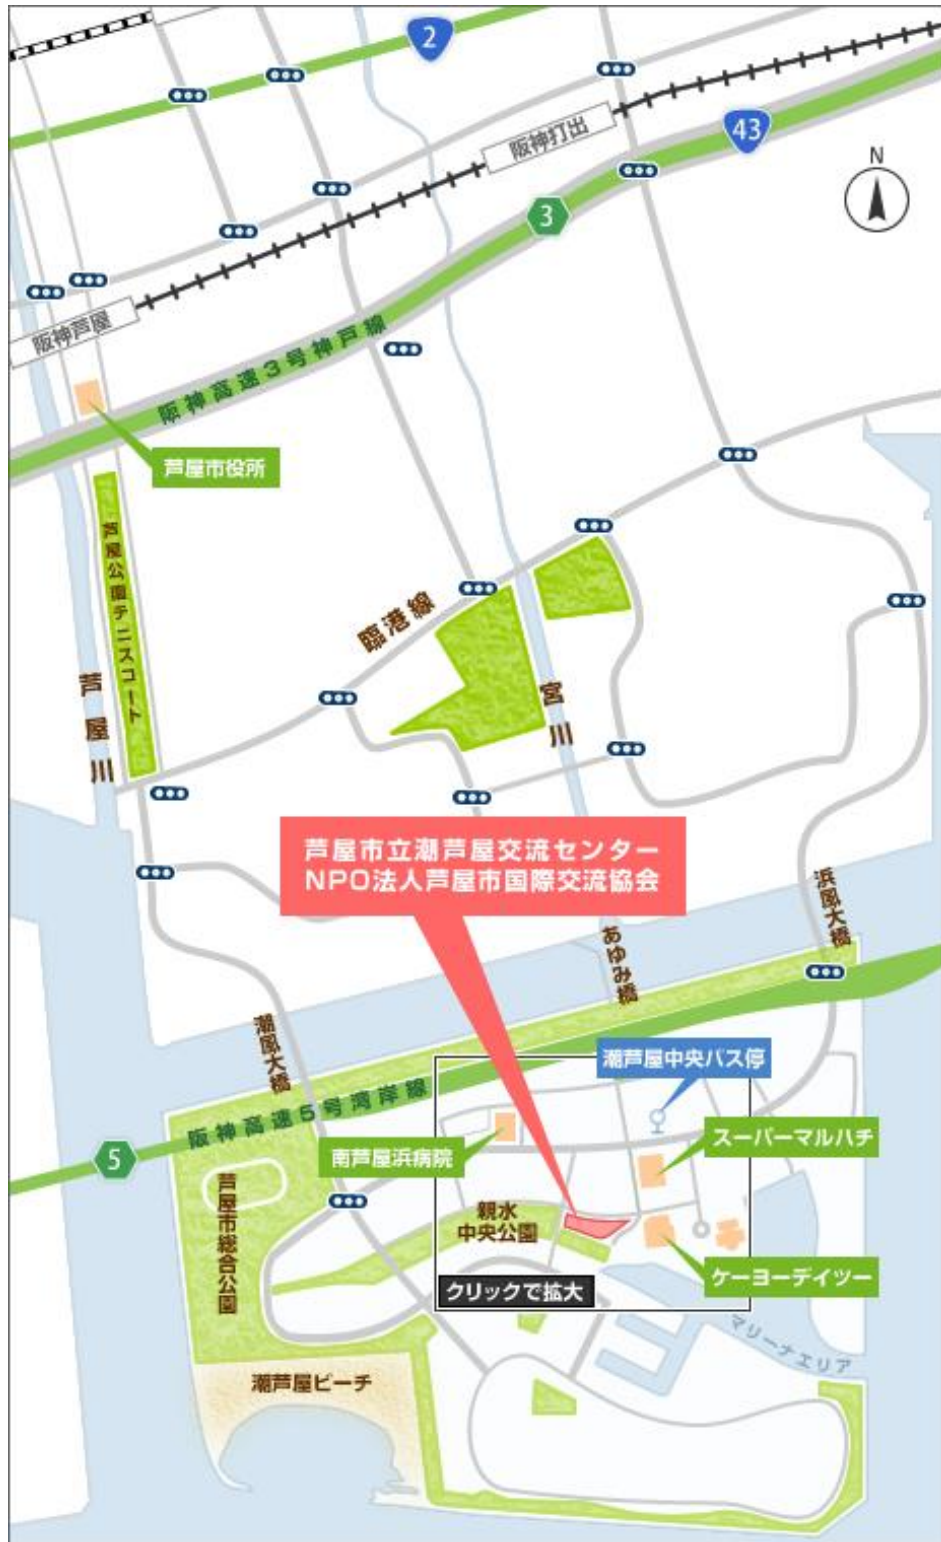 2
阪神打出
43
N
3
阪神芦屋
阪神高速3号神戸線
芦屋市役所
芦屋公園テニスコート
臨港線
芦屋川
宮川
芦屋市立潮芦屋交流センター
NPO法人芦屋市国際交流協会
浜風大橋
あゆみ橋
潮風大橋
潮芦屋中央バス停
阪神高速5号湾岸線
スーパーマルハチ
南芦屋浜病院
5
芦屋市総合公園
親水
中央公園
ケーヨーデイツー
クリックで拡大
マリーナエリア
潮芦屋ビーチ